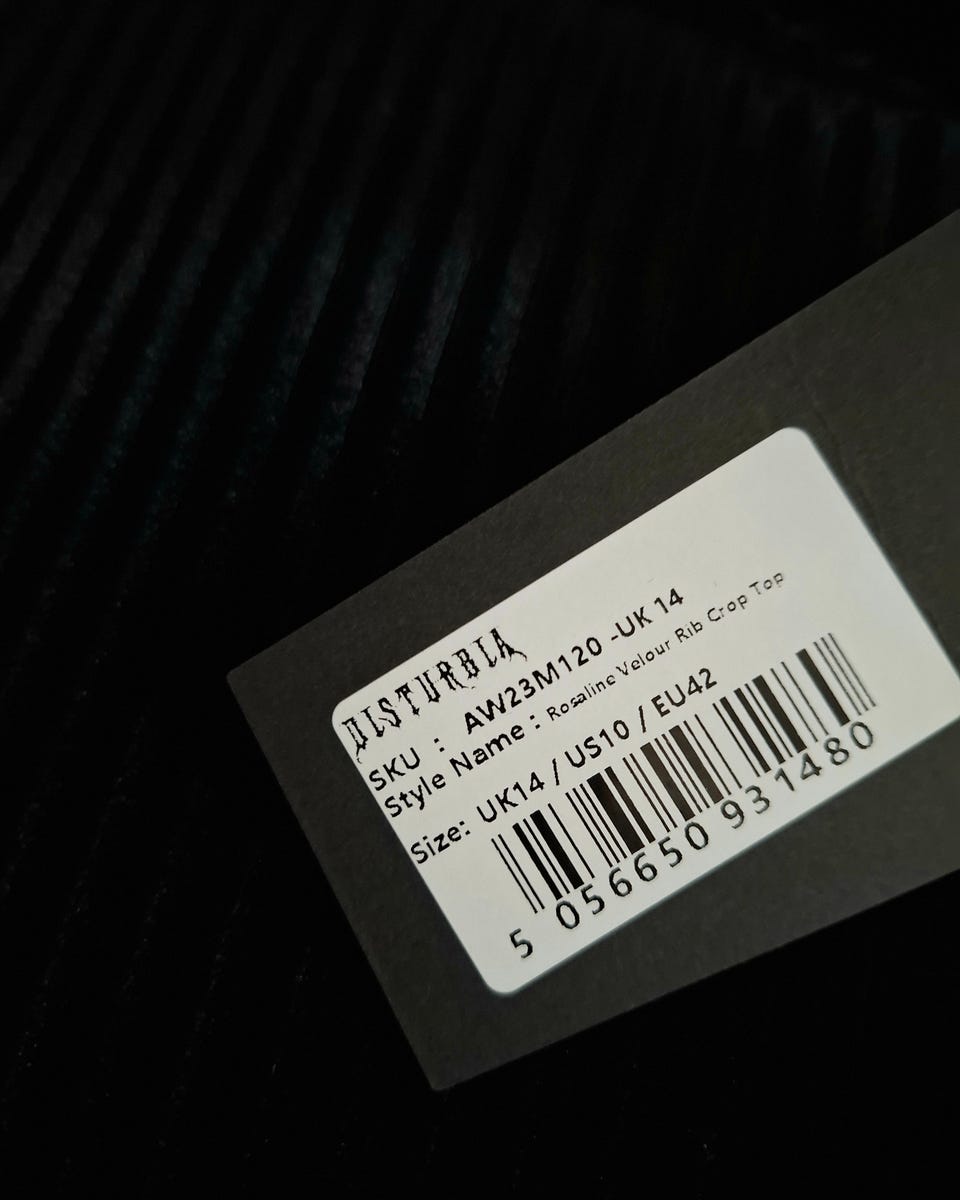 DISTURBIA
SKU : AW23M120 -UK 14
Style Name : Rosaline Velour Rib Crop Top
Size: UK14 / US10 / EU42
5 056650 931480